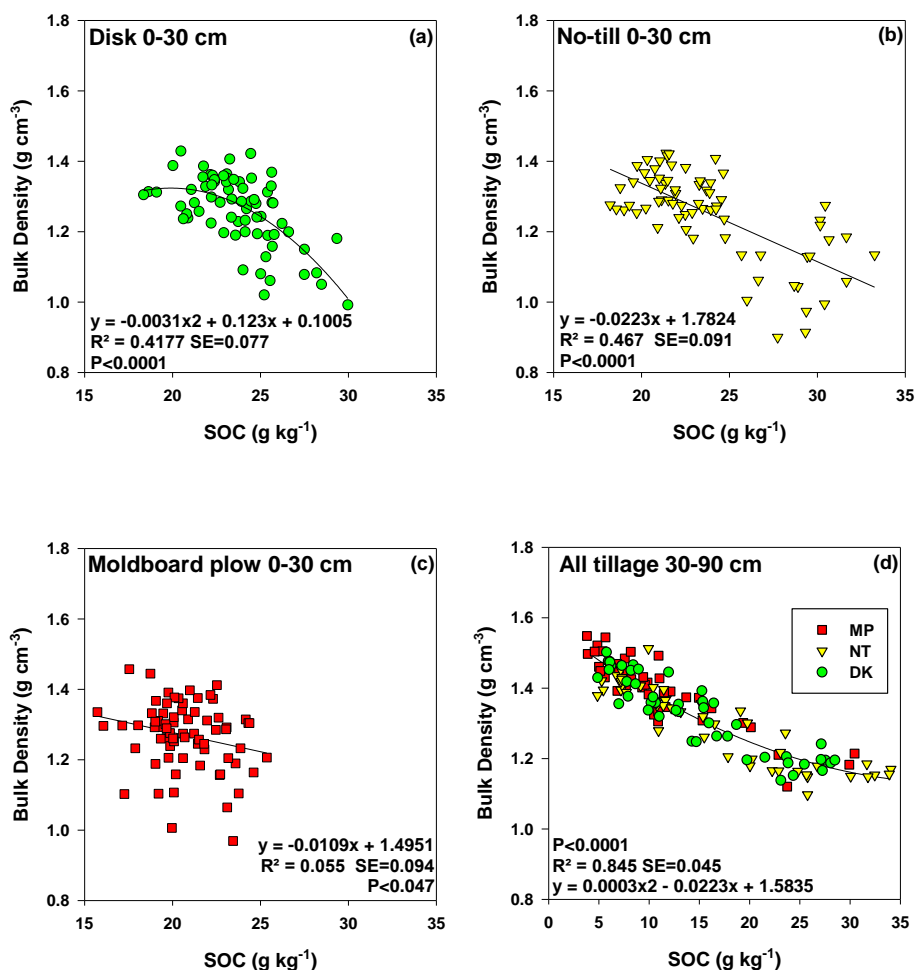 Disk 0-30 cm
(a)
1.8
1.6
1.4
1.2
1.0
0.8
Bulk Density (g cm-3)
y = -0.0031x2 + 0.123x + 0.1005
R² = 0.4177 SE=0.077
P<0.0001
15 20 25 30 35
SOC (g kg-1)
No-till 0-30 cm
(b)
1.8
1.6
1.4
1.2
1.0
0.8
Bulk Density (g cm-3)
y = -0.0223x + 1.7824
R² = 0.467 SE=0.091
P<0.0001
15 20 25 30 35
SOC (g kg-1)
Moldboard plow 0-30 cm
(c)
1.8
1.6
1.4
1.2
1.0
0.8
Bulk Density (g cm-3)
y = -0.0109x + 1.4951
R² = 0.055 SE=0.094
P<0.047
15 20 25 30 35
SOC (g kg-1)
All tillage 30-90 cm
(d)
1.8
1.6
1.4
1.2
1.0
0.8
Bulk Density (g cm-3)
MP
NT
DK
P<0.0001
R² = 0.845 SE=0.045
y = 0.0003x2 - 0.0223x + 1.5835
0 5 10 15 20 25 30 35
SOC (g kg-1)